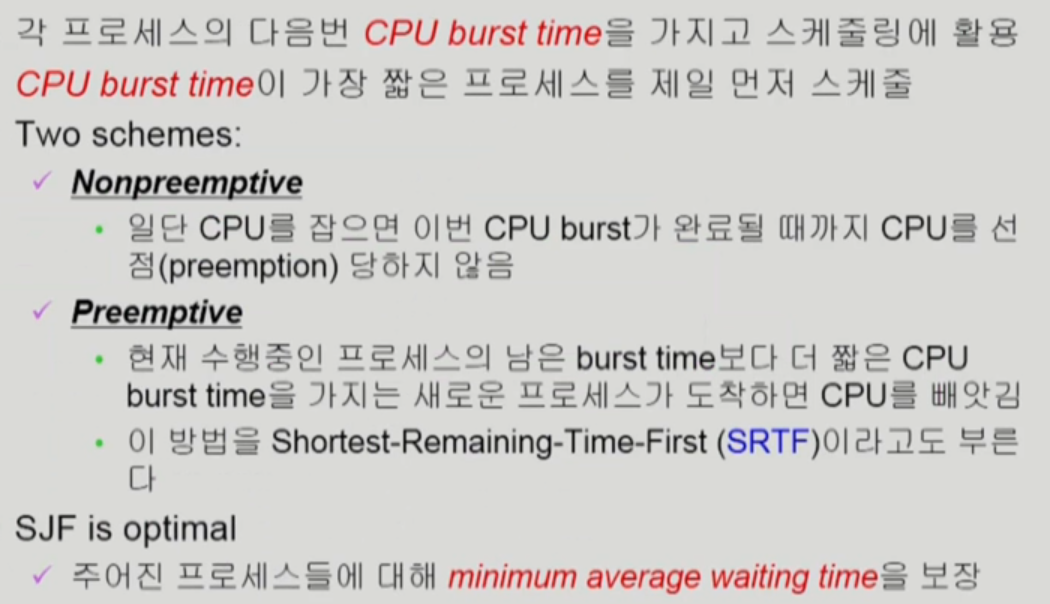 각 프로세스의 다음번 CPU burst time을 가지고 스케줄링에 활용
CPU burst time이 가장 짧은 프로세스를 제일 먼저 스케줄
Two schemes:
✓ Nonpreemptive
• 일단 CPU를 잡으면 이번 CPU burst가 완료될 때까지 CPU를 선
점(preemption) 당하지 않음
✓ Preemptive
• 현재 수행중인 프로세스의 남은 burst time보다 더 짧은 CPU
burst time을 가지는 새로운 프로세스가 도착하면 CPU를 빼앗김
• 이 방법을 Shortest-Remaining-Time-First (SRTF)이라고도 부른
다
SJF is optimal
✓ 주어진 프로세스들에 대해 minimum average waiting time을 보장